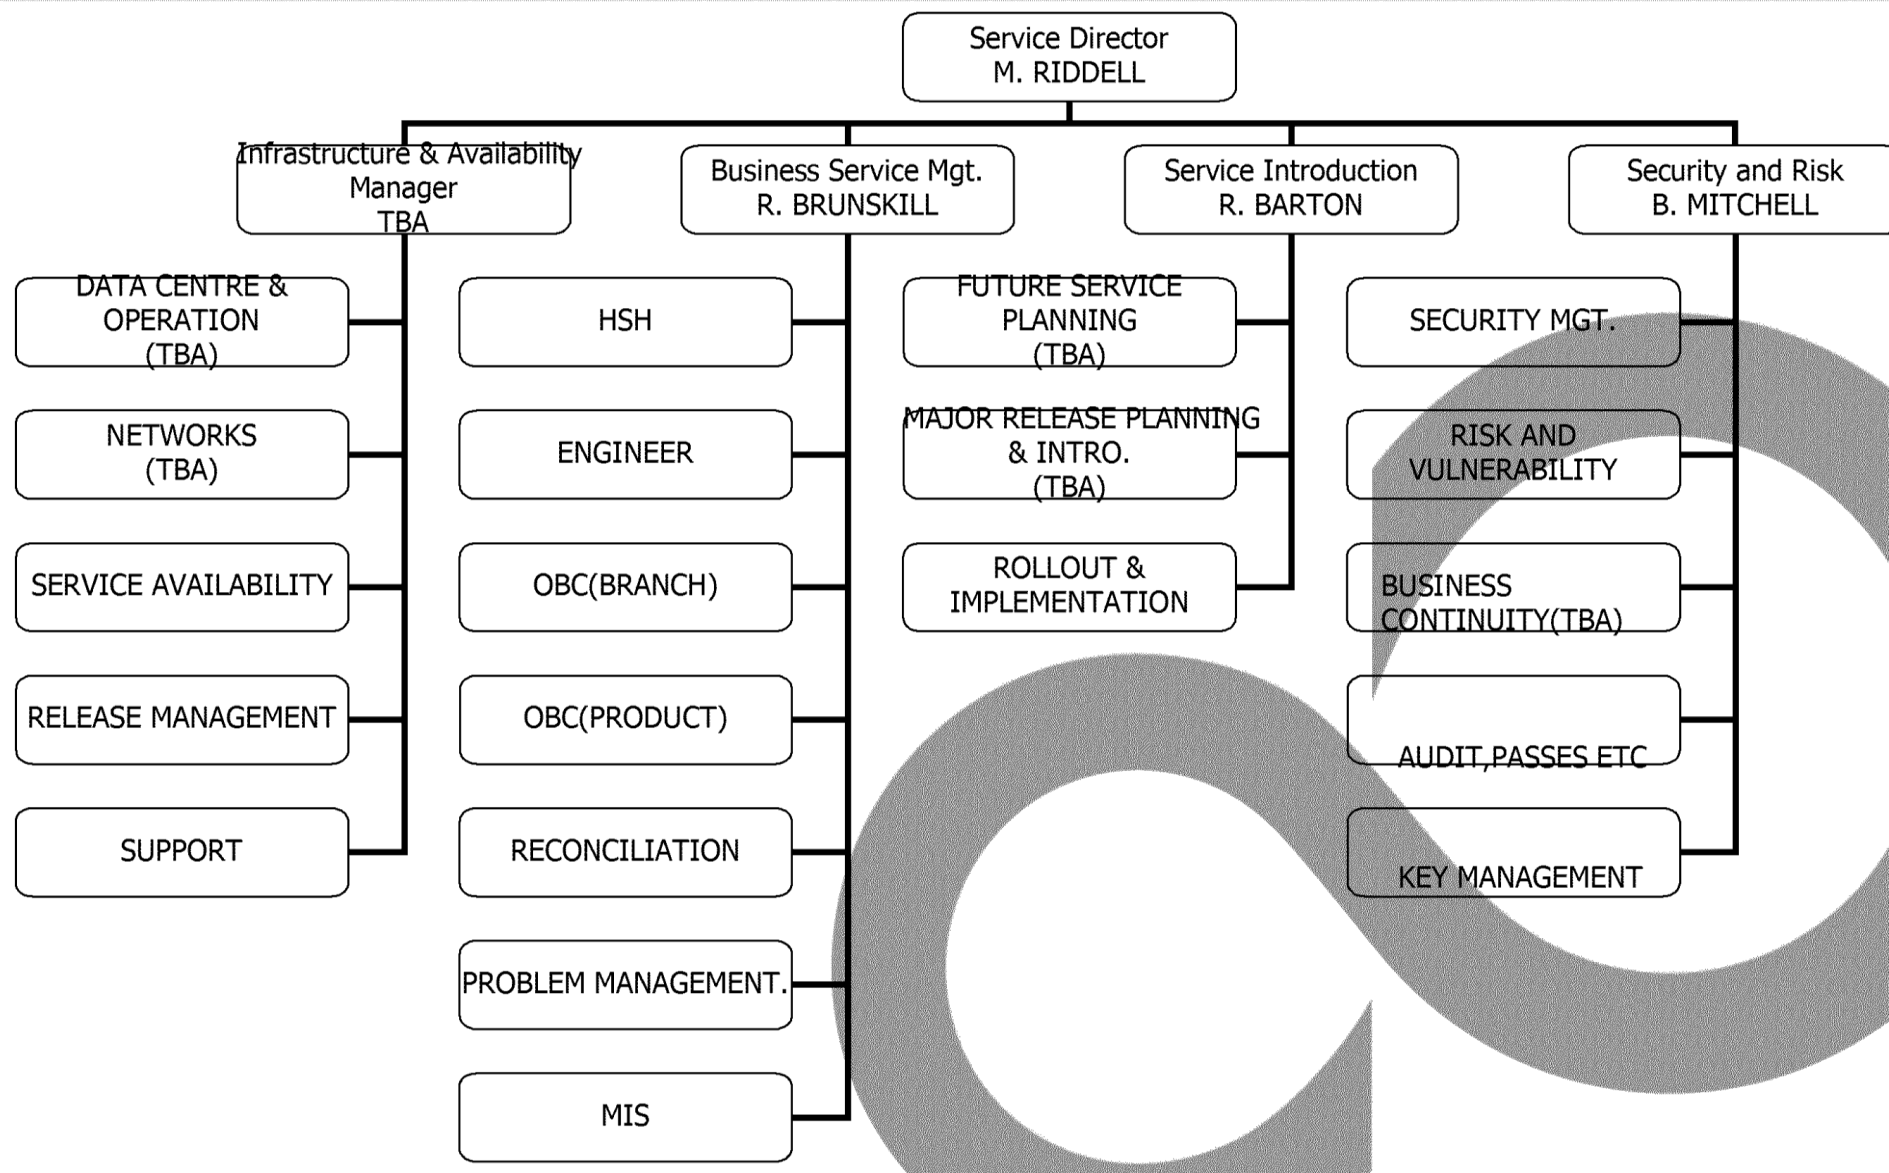 Service Director
M. RIDDELL
Infrastructure & Availability
Manager
TBA
Business Service Mgt.
R. BRUNSKILL
Service Introduction
R. BARTON
Security and Risk
B. MITCHELL
DATA CENTRE &
OPERATION
(TBA)
NETWORKS
(TBA)
SERVICE AVAILABILITY
RELEASE MANAGEMENT
SUPPORT
HSH
ENGINEER
OBC(BRANCH)
OBC(PRODUCT)
RECONCILIATION
PROBLEM MANAGEMENT.
MIS
FUTURE SERVICE
PLANNING
(TBA)
MAJOR RELEASE PLANNING
& INTRO.
(TBA)
ROLLOUT &
IMPLEMENTATION
SECURITY MGT.
RISK AND
VULNERABILITY
BUSINESS
CONTINUITY(TBA)
AUDIT,PASSES ETC
KEY MANAGEMENT